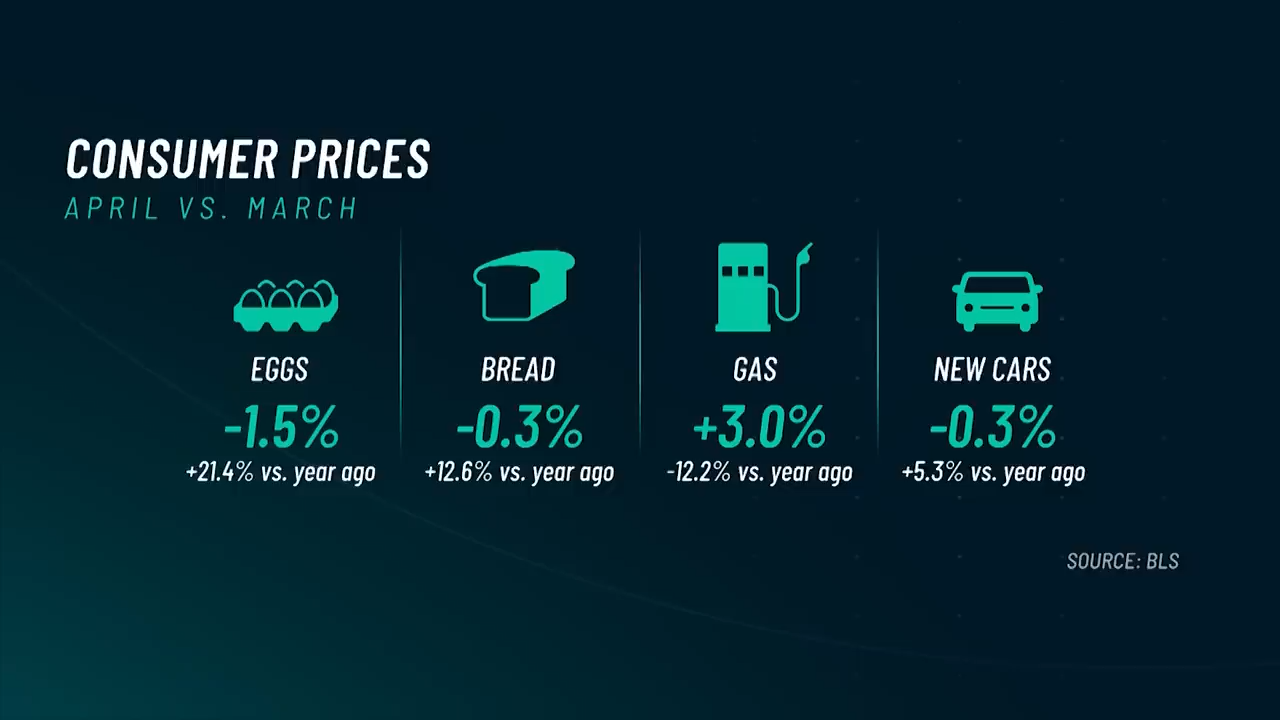 CONSUMER PRICES
APRIL VS. MARCH
EGGS
-1.5%
+21.4% vs. year ago
BREAD
-0.3%
+12.6% vs. year ago
GAS
+3.0%
-12.2% vs. year ago
NEW CARS
-0.3%
+5.3% vs. year ago
SOURCE: BLS